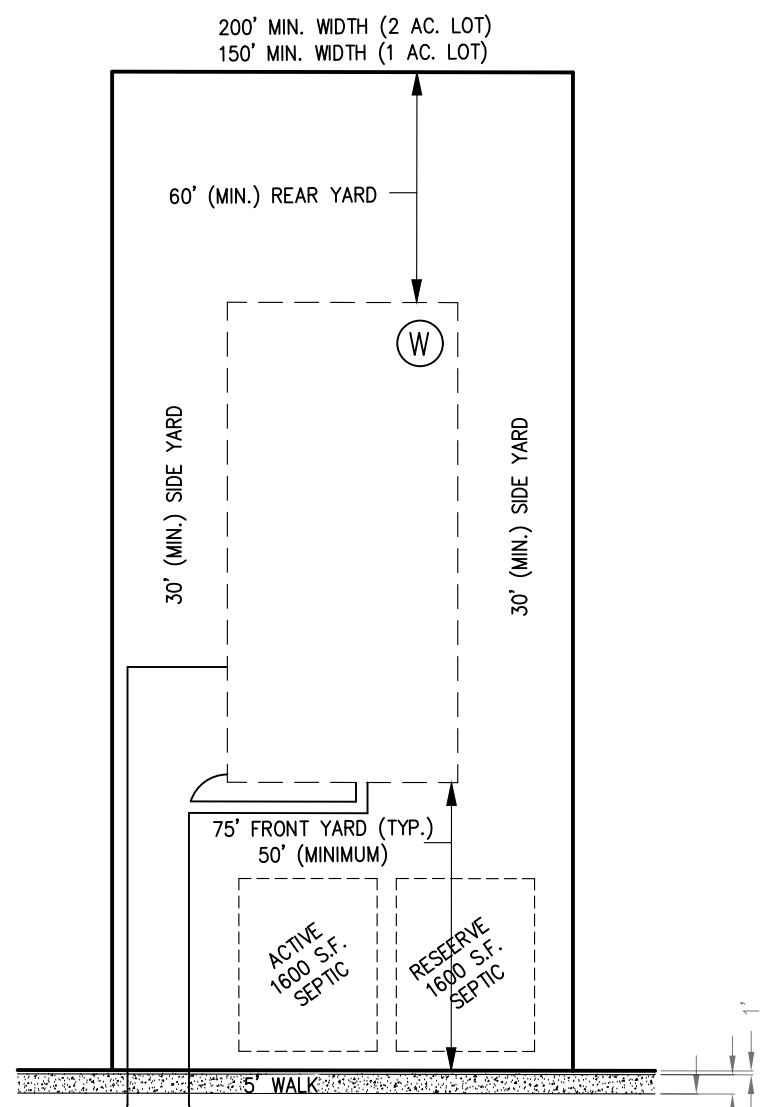 200' MIN. WIDTH (2 AC. LOT)
150' MIN. WIDTH (1 AC. LOT)
60' (MIN.) REAR YARD
W
30' (MIN.) SIDE YARD
30' (MIN.) SIDE YARD
75' FRONT YARD (TYP.)
50' (MINIMUM)
ACTIVE
1600 S.F.
SEPTIC
RESEERVE
1600 S.F.
SEPTIC
1'
5' WALK